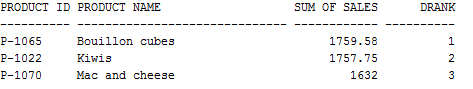 PRODUCT ID PRODUCT NAME SUM OF SALES DRANK
---------- ------------------------------ ------------ ----------
P-1065 Bouillon cubes 1759.58 1
P-1022 Kiwis 1757.75 2
P-1070 Mac and cheese 1632 3